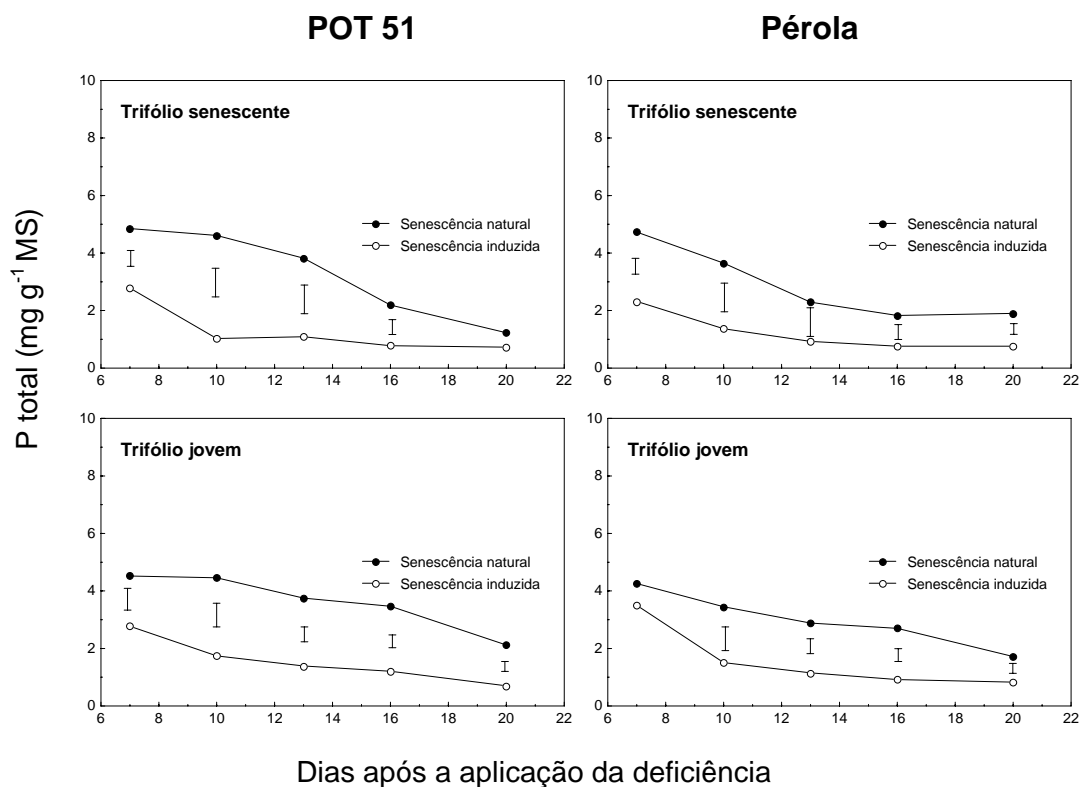 POT 51
Pérola
P total (mg g-1 MS)
10
8
6
4
2
0
Trifólio senescente
Senescência natural
Senescência induzida
6 8 10 12 14 16 18 20 22
10
8
6
4
2
0
Trifólio senescente
Senescência natural
Senescência induzida
6 8 10 12 14 16 18 20 22
10
8
6
4
2
0
Trifólio jovem
Senescência natural
Senescência induzida
6 8 10 12 14 16 18 20 22
10
8
6
4
2
0
Trifólio jovem
Senescência natural
Senescência induzida
6 8 10 12 14 16 18 20 22
Dias após a aplicação da deficiência